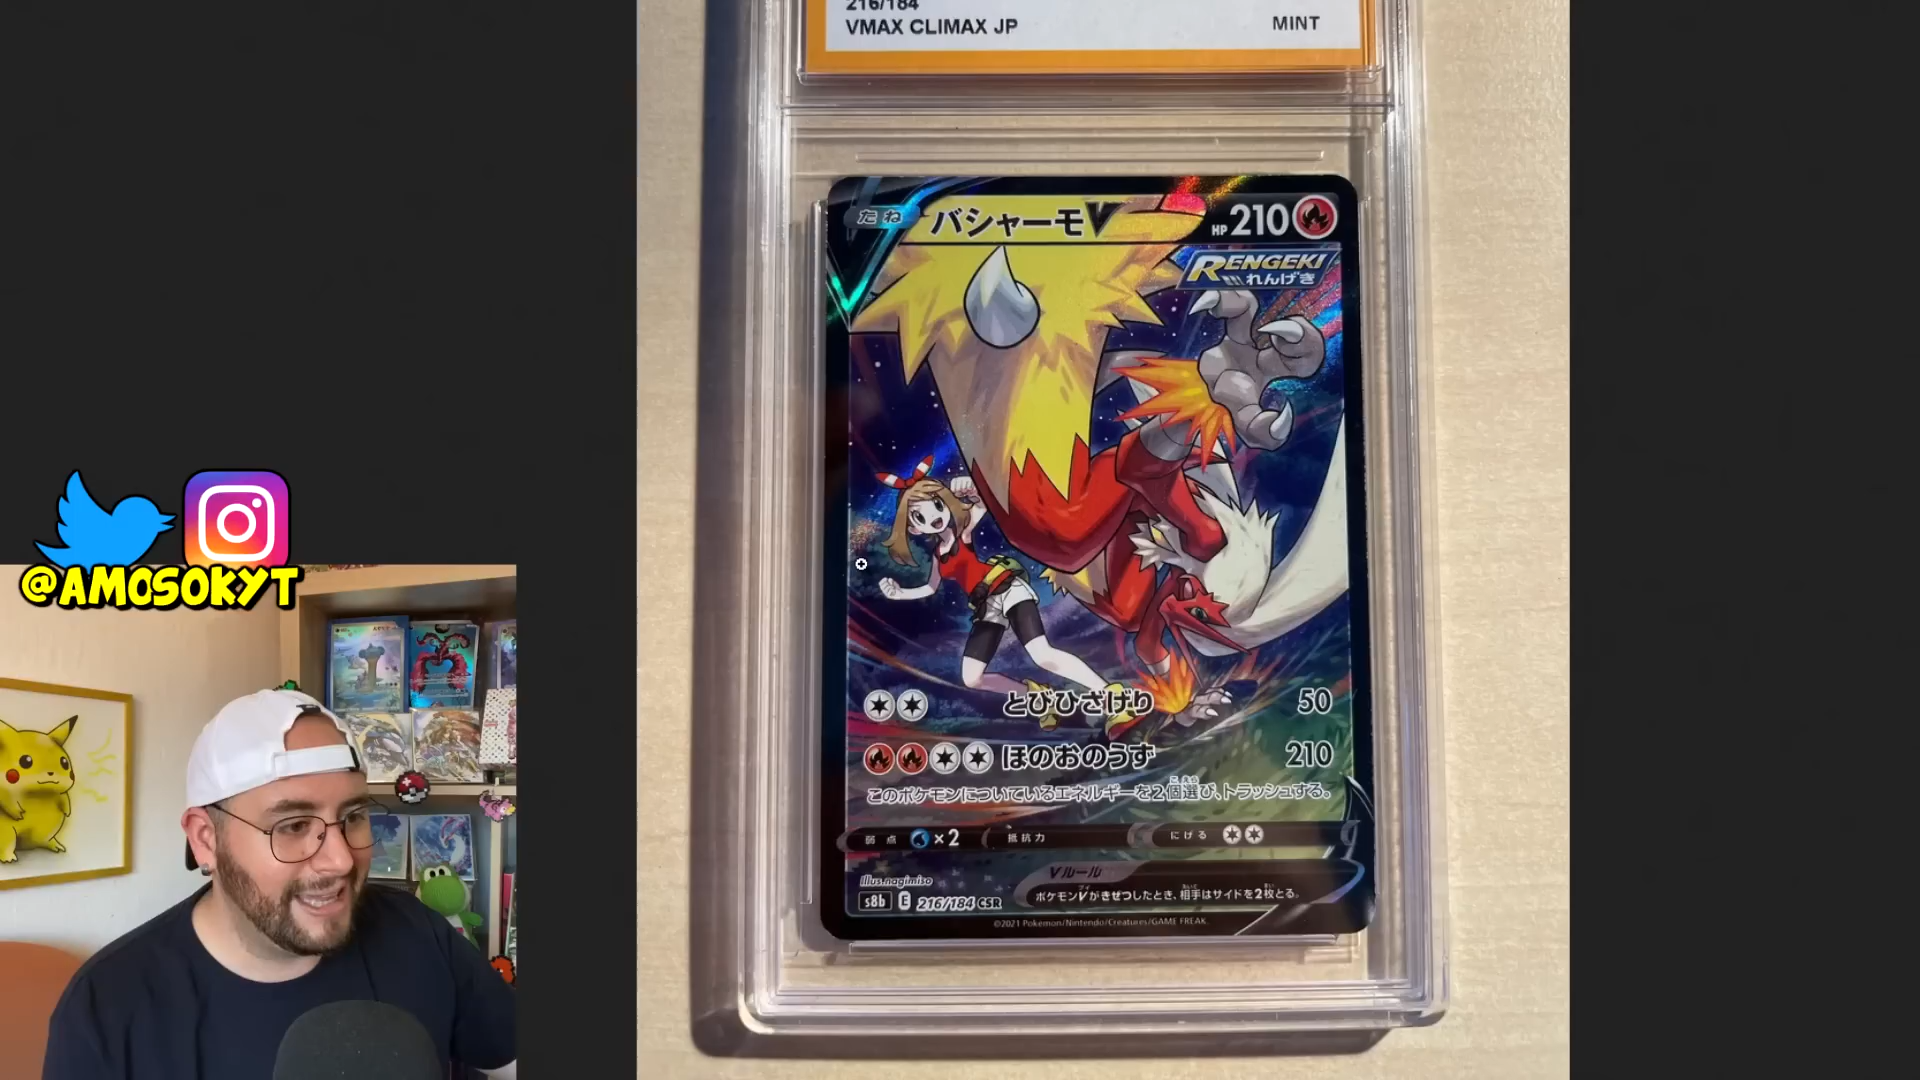 216/184
VMAX CLIMAX JP
MINT
たね
バシャーモV
HP210
RENGEKI
れんげき
@AMOSOKYT
とびひざげり 50
ほのおのうず 210
このポケモンについているエネルギーを2個選び、トラッシュする。
弱点 ×2
抵抗力
にげる
Illus.nagimiso
Vルール
ポケモンVがきぜつしたとき、相手はサイドを2枚とる。
s8b E 216/184 CSR
©2021 Pokémon/Nintendo/Creatures/GAME FREAK.